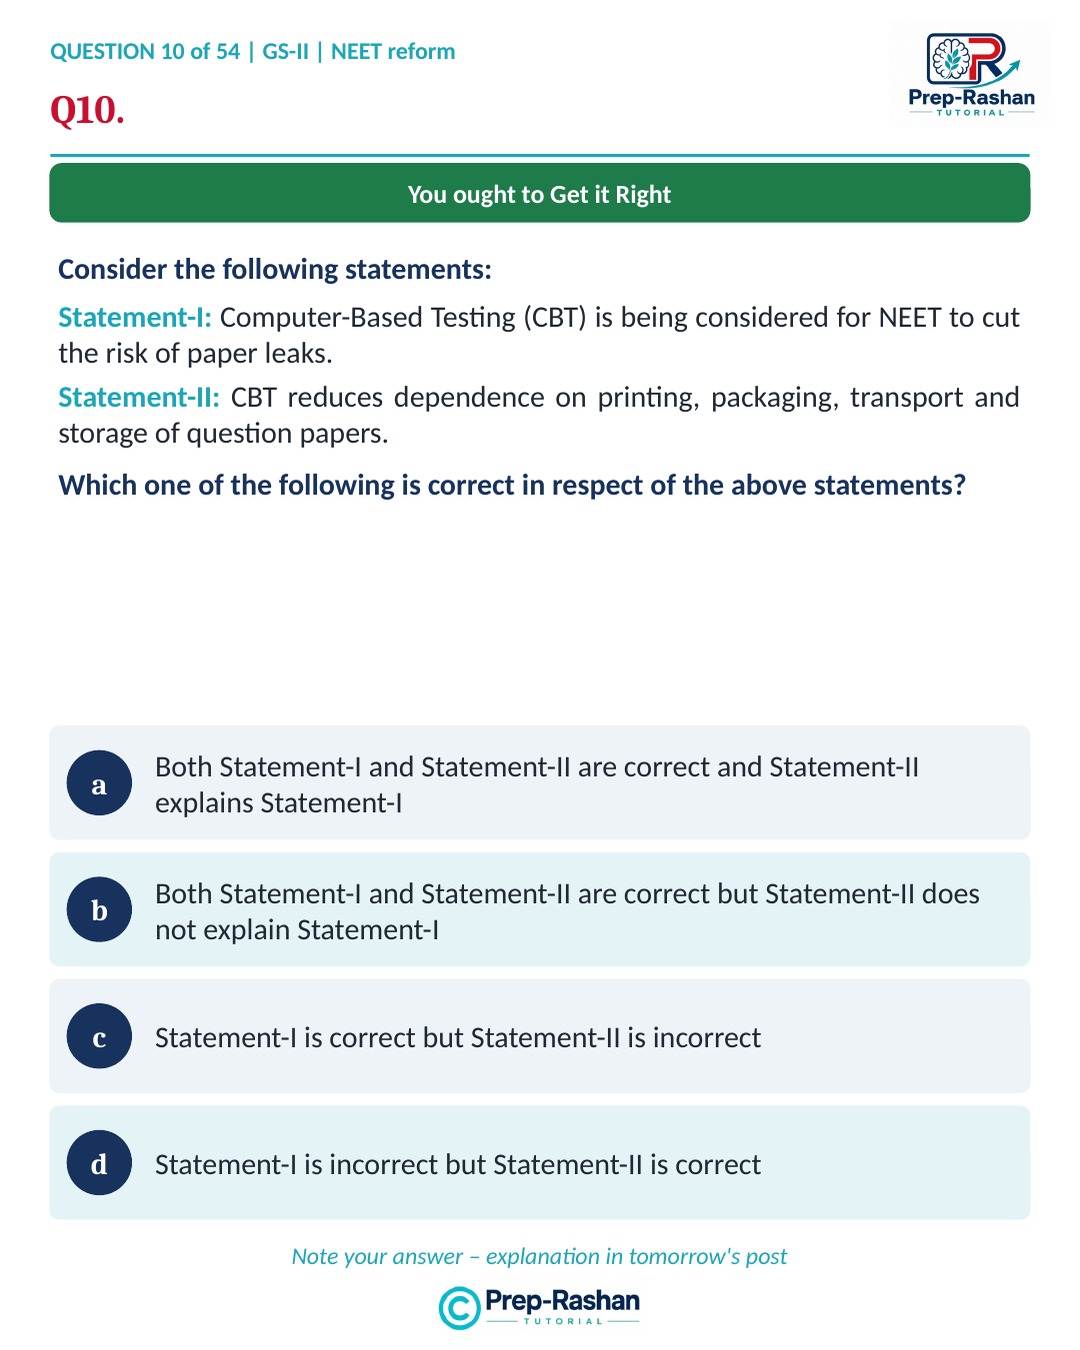 QUESTION 10 of 54 | GS-II | NEET reform
Q10.
Prep-Rashan
TUTORIAL
You ought to Get it Right
Consider the following statements:
Statement-I: Computer-Based Testing (CBT) is being considered for NEET to cut
the risk of paper leaks.
Statement-II: CBT reduces dependence on printing, packaging, transport and
storage of question papers.
Which one of the following is correct in respect of the above statements?
a
Both Statement-I and Statement-II are correct and Statement-II
explains Statement-I
b
Both Statement-I and Statement-II are correct but Statement-II does
not explain Statement-I
c
Statement-I is correct but Statement-II is incorrect
d
Statement-I is incorrect but Statement-II is correct
Note your answer – explanation in tomorrow's post
© Prep-Rashan
TUTORIAL